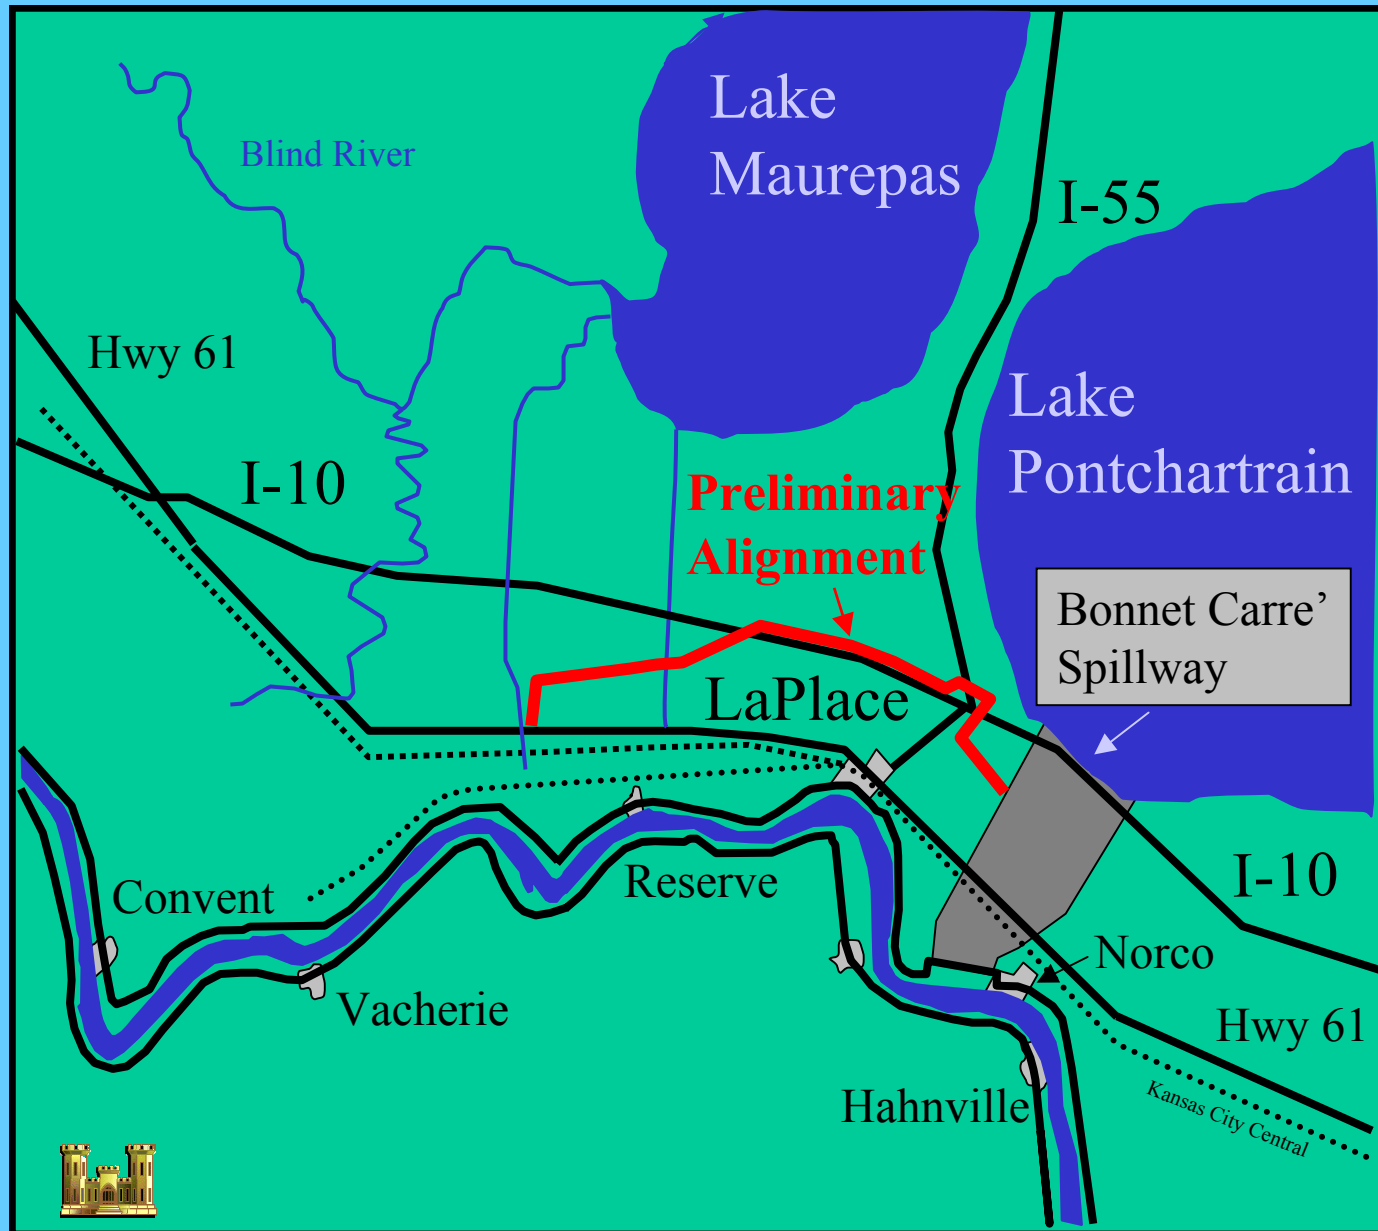 Lake
Maurepas
Blind River
I-55
Hwy 61
Lake
Pontchartrain
I-10
Preliminary
Alignment
Bonnet Carre’
Spillway
LaPlace
I-10
Convent
Reserve
Norco
Vacherie
Hwy 61
Hahnville
Kansas City Central